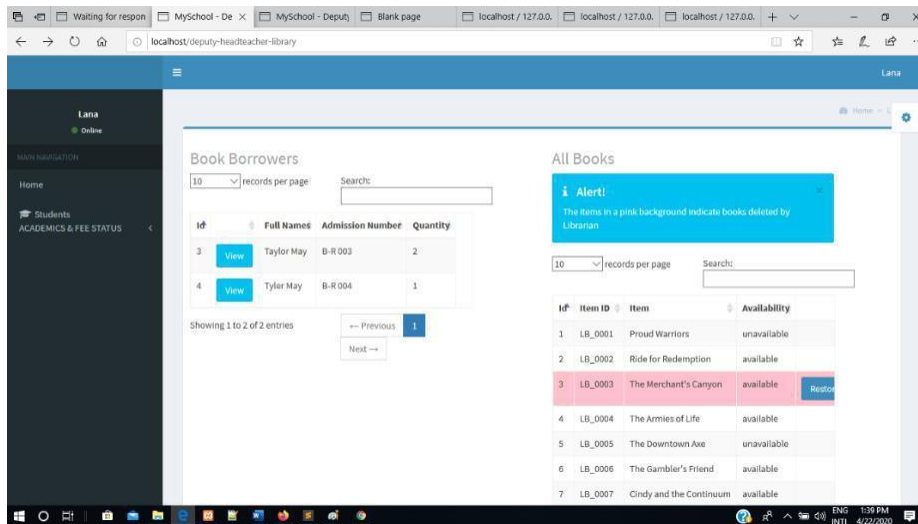 Waiting for respon
MySchool - De
MySchool - Deput
Blank page
localhost / 127.0.0.
localhost / 127.0.0.
localhost / 127.0.0.
localhost/deputy-headteacher-library
Lana
Lana
Online
MAIN NAVIGATION
Home
Students
ACADEMICS & FEE STATUS
Home >
Book Borrowers
10 records per page Search:
Id Full Names Admission Number Quantity
3 View Taylor May B-R 003 2
4 View Tyler May B-R 004 1
Showing 1 to 2 of 2 entries
← Previous 1
Next →
All Books
i Alert! ×
The items in a pink background indicate books deleted by
Librarian
10 records per page Search:
Id Item ID Item Availability
1 LB_0001 Proud Warriors unavailable
2 LB_0002 Ride for Redemption available
3 LB_0003 The Merchant's Canyon available Restor
4 LB_0004 The Armies of Life available
5 LB_0005 The Downtown Axe unavailable
6 LB_0006 The Gambler's Friend available
7 LB_0007 Cindy and the Continuum available
ENG 1:39 PM
INTL 4/22/2020